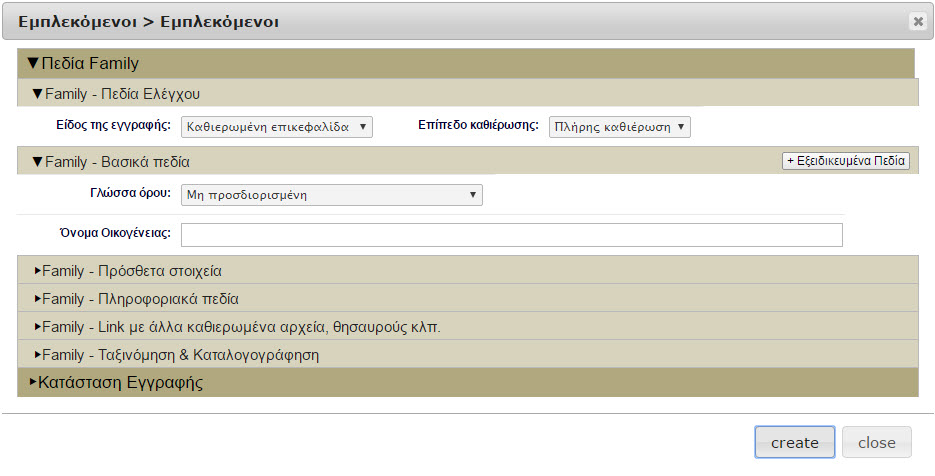 Εμπλεκόμενοι > Εμπλεκόμενοι
▼Πεδία Family
▼Family - Πεδία Ελέγχου
Είδος της εγγραφής: Καθιερωμένη επικεφαλίδα ▼ Επίπεδο καθιέρωσης: Πλήρης καθιέρωση ▼
▼Family - Βασικά πεδία + Εξειδικευμένα Πεδία
Γλώσσα όρου: Μη προσδιορισμένη ▼
Όνομα Οικογένειας:
►Family - Πρόσθετα στοιχεία
►Family - Πληροφοριακά πεδία
►Family - Link με άλλα καθιερωμένα αρχεία, θησαυρούς κλπ.
►Family - Ταξινόμηση & Καταλογογράφηση
►Κατάσταση Εγγραφής
create close